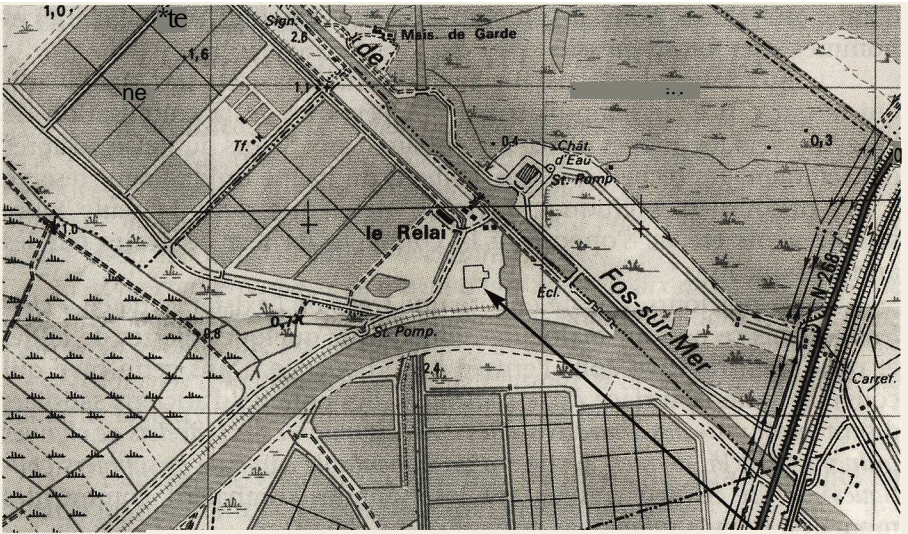 1,0
*te
Sign.
2,6
de
Mais. de Garde
1,6
ne
1,1
Tf.
0,4
Chât.
d'Eau
St. Pomp.
0,3
1,0
le Relai
Écl.
Fos-sur-Mer
N 268
0,7
0,8
St. Pomp.
2,4
Carref.